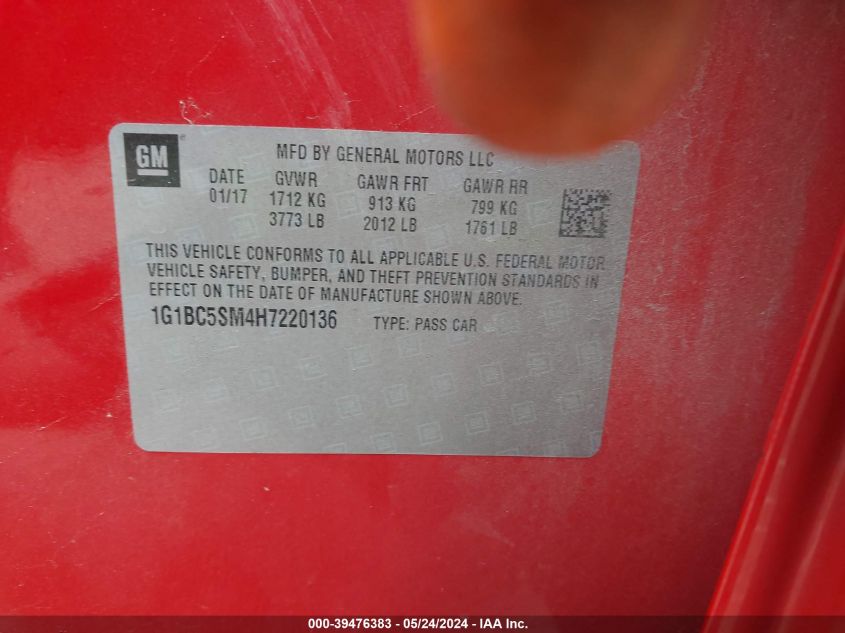 GM
MFD BY GENERAL MOTORS LLC
DATE GVWR GAWR FRT GAWR RR
01/17 1712 KG 913 KG 799 KG
3773 LB 2012 LB 1761 LB
THIS VEHICLE CONFORMS TO ALL APPLICABLE U.S. FEDERAL MOTOR
VEHICLE SAFETY, BUMPER, AND THEFT PREVENTION STANDARDS IN
EFFECT ON THE DATE OF MANUFACTURE SHOWN ABOVE.
1G1BC5SM4H7220136 TYPE: PASS CAR
000-39476383 - 05/24/2024 - IAA Inc.